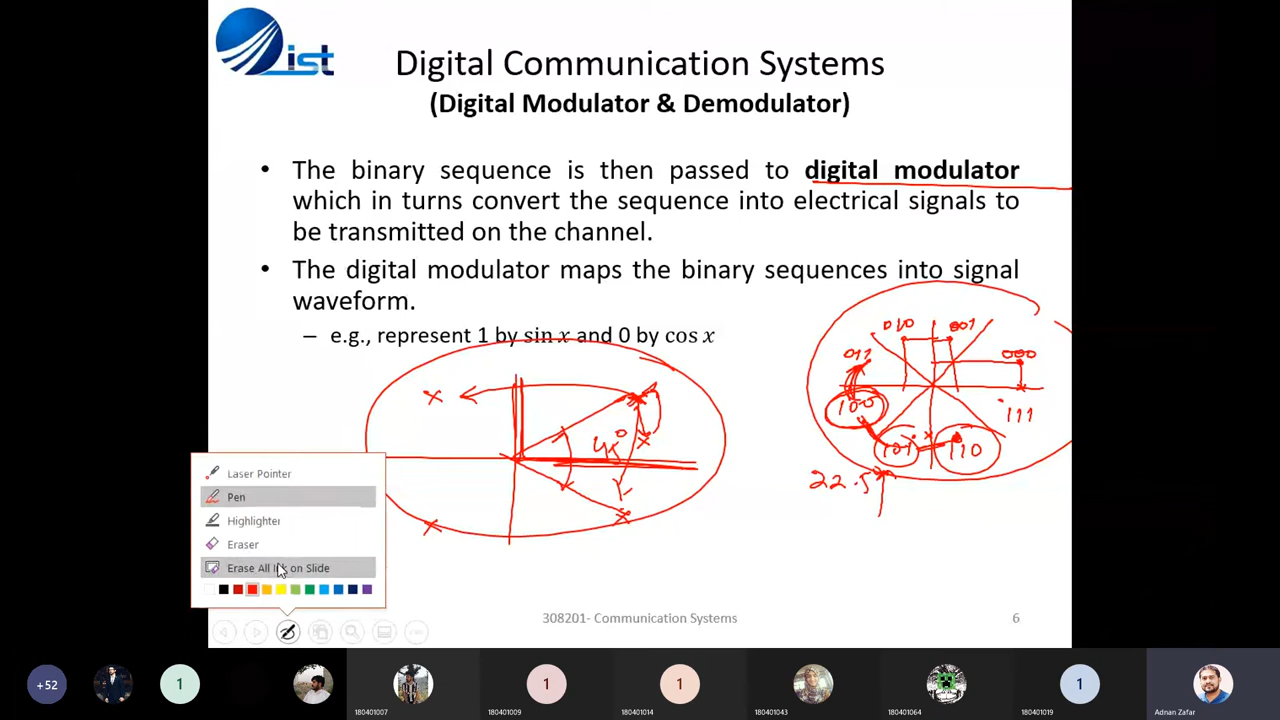 ist
Digital Communication Systems
(Digital Modulator & Demodulator)
• The binary sequence is then passed to digital modulator
which in turns convert the sequence into electrical signals to
be transmitted on the channel.
• The digital modulator maps the binary sequences into signal
waveform.
– e.g., represent 1 by sin x and 0 by cos x
010 001
011 000
100 111
101 110
45°
22.5
Laser Pointer
Pen
Highlighter
Eraser
Erase All Ink on Slide
308201- Communication Systems
6
+52
1
180401007
1
180401009
1
180401014
180401043
180401064
1
180401019
Adnan Zafar